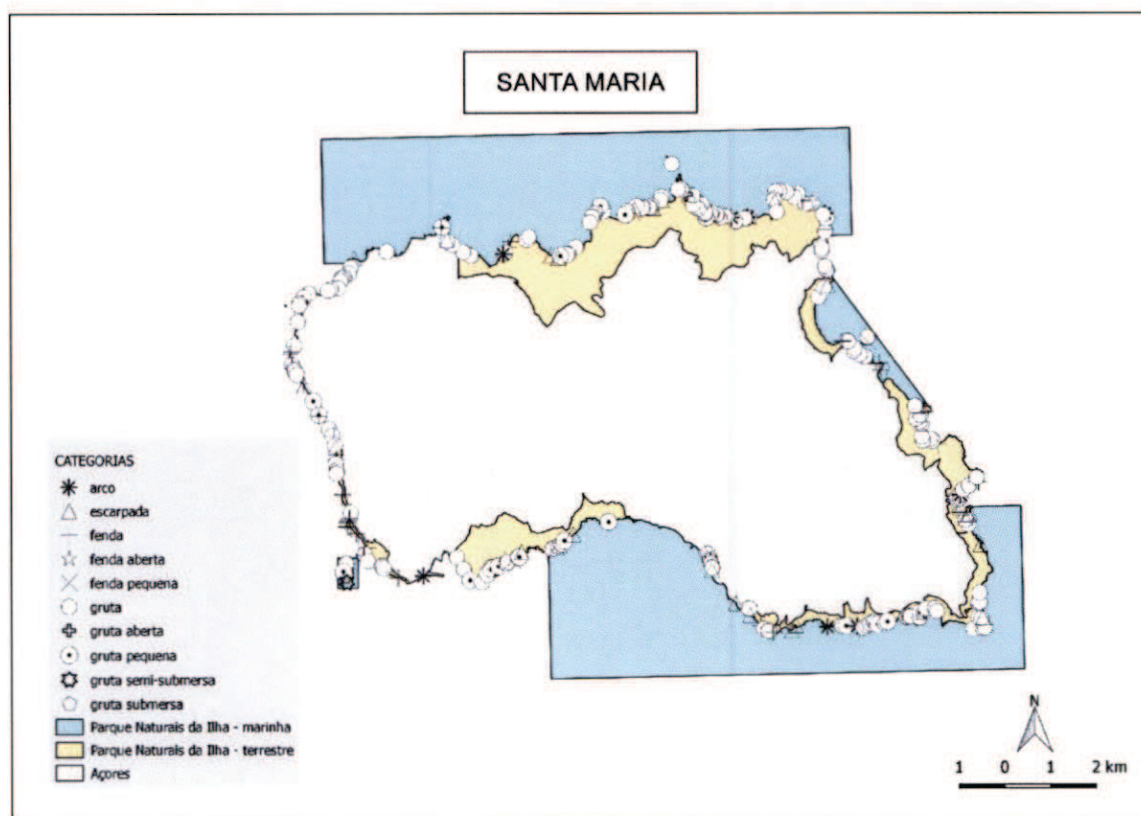 SANTA MARIA
CATEGORIAS
arco
escarpada
fenda
fenda aberta
fenda pequena
gruta
gruta aberta
gruta pequena
gruta semi-submersa
gruta submersa
Parque Naturais da Ilha - marinha
Parque Naturais da Ilha - terrestre
Açores
N
1 0 1 2 km